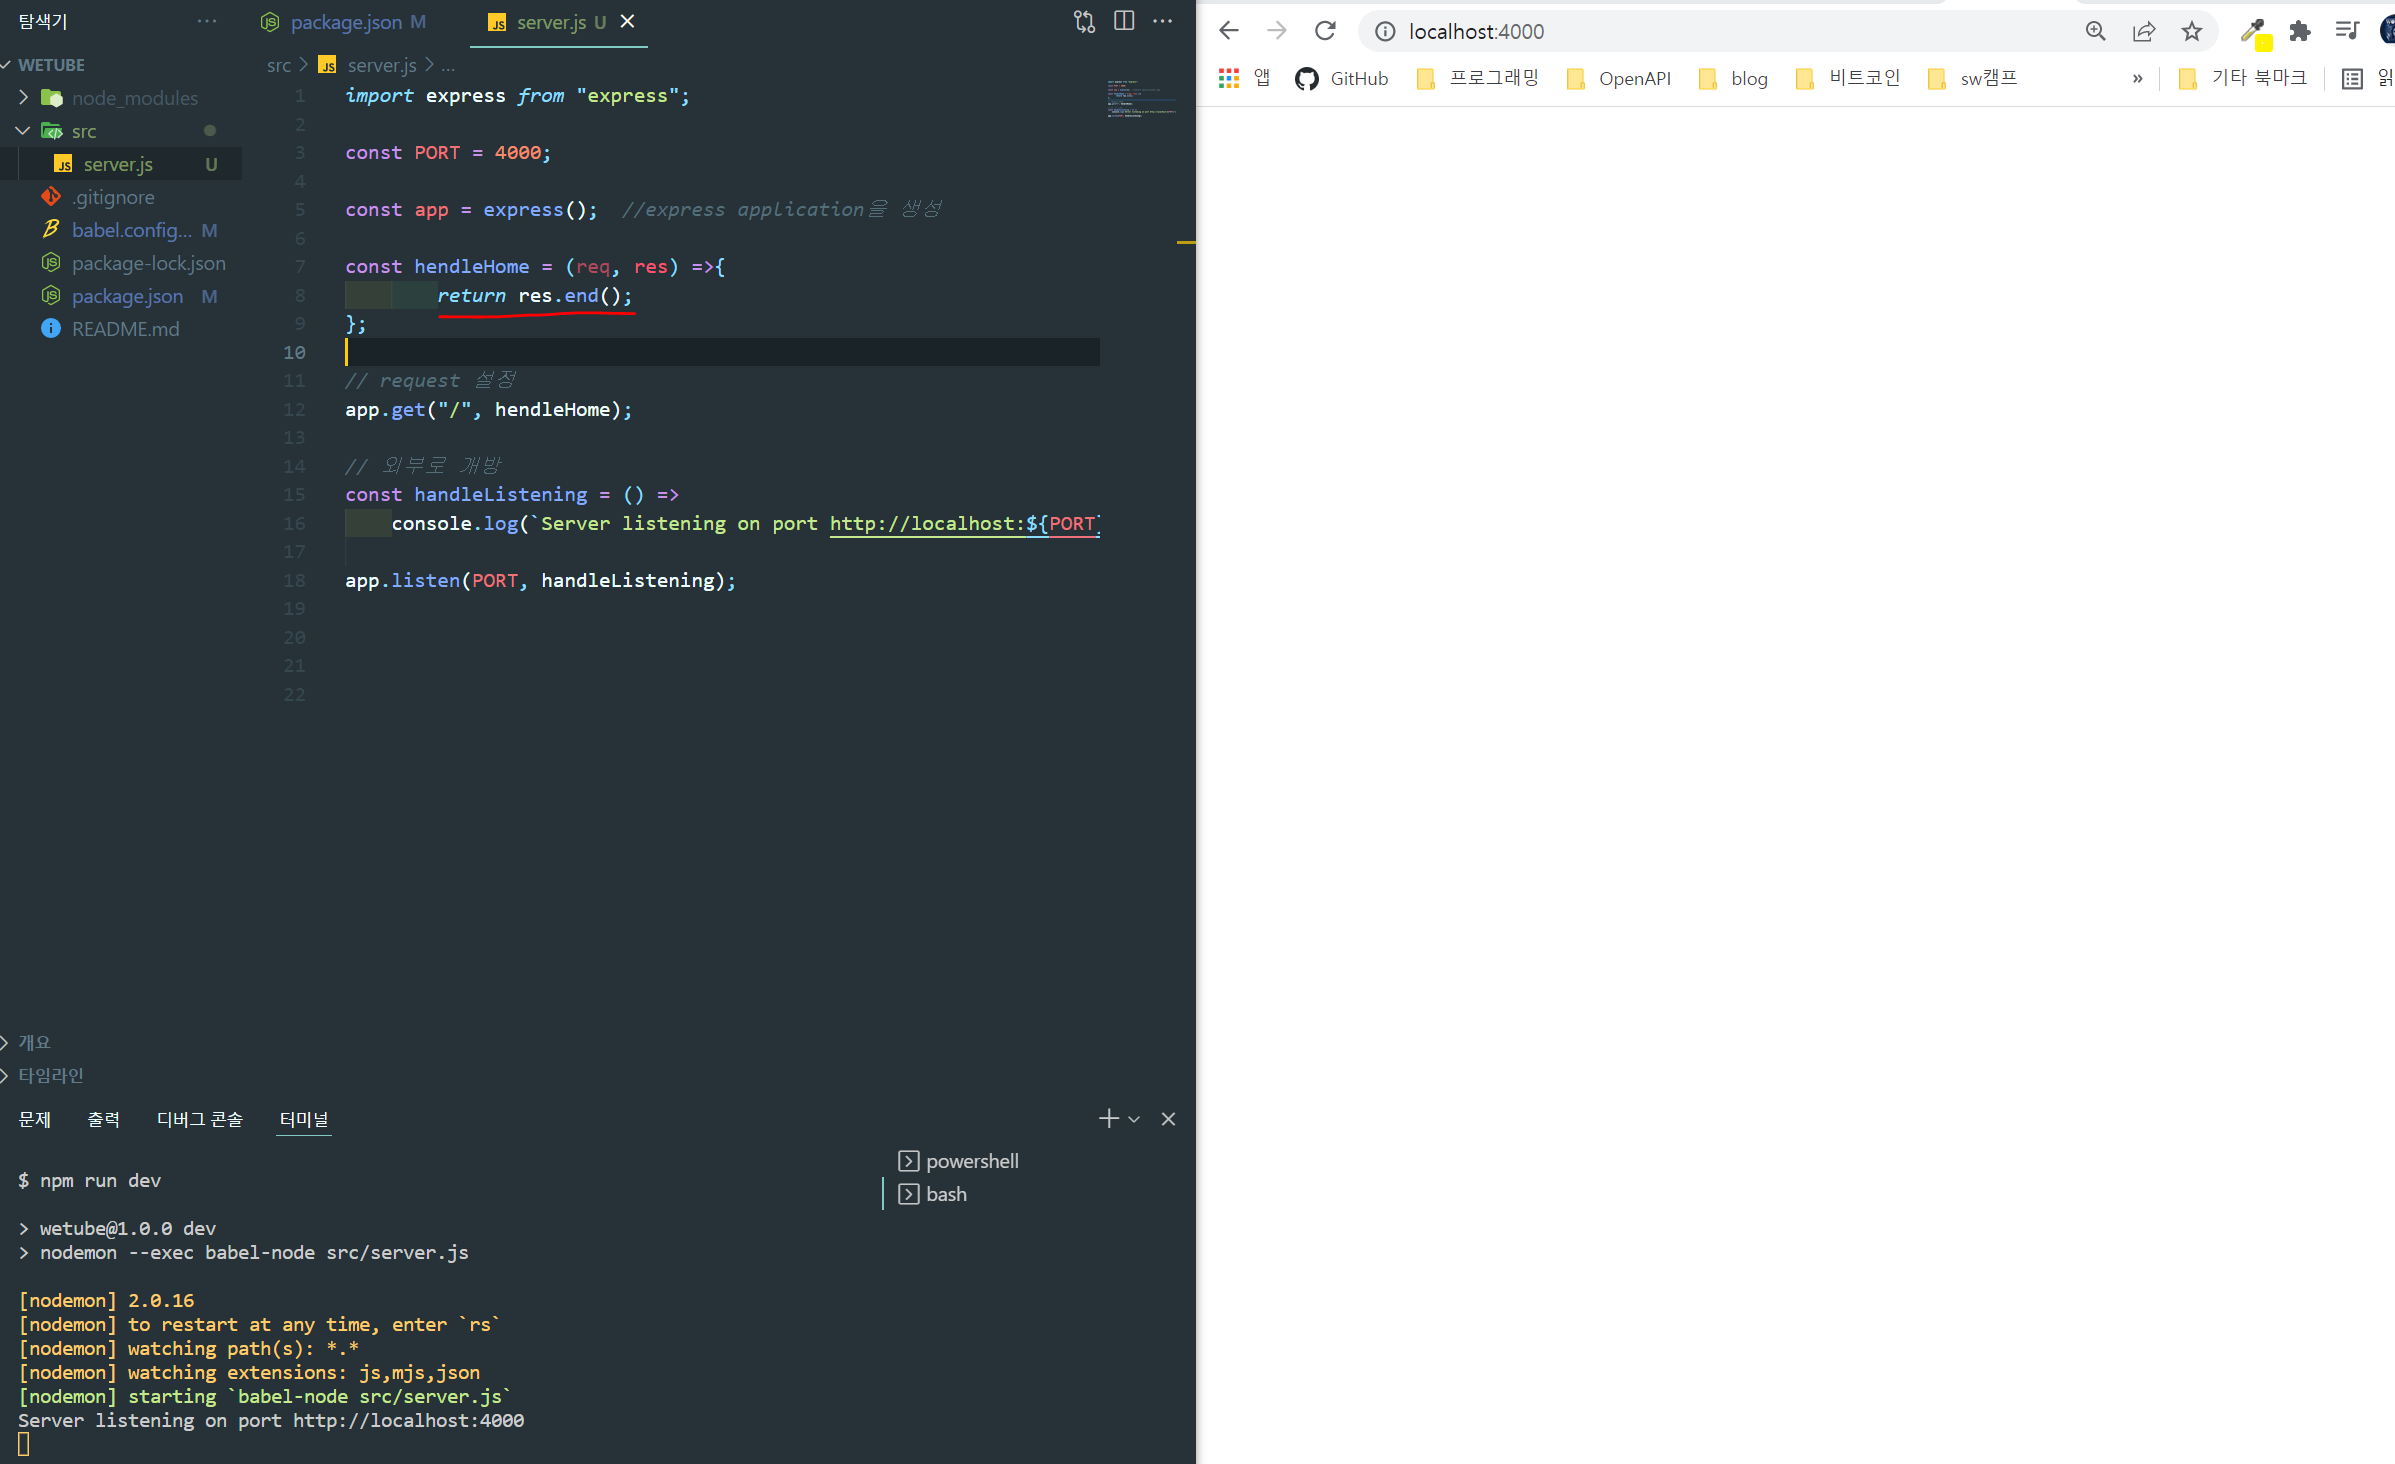 탐색기 ···
package.json M
server.js U
WETUBE
node_modules
src
server.js U
.gitignore
babel.config... M
package-lock.json
package.json M
README.md
개요
타임라인
src > server.js > ...
1 import express from "express";
2
3 const PORT = 4000;
4
5 const app = express();  //express application을 생성
6
7 const hendleHome = (req, res) =>{
8 return res.end();
9 };
10
11 // request 설정
12 app.get("/", hendleHome);
13
14 // 외부로 개방
15 const handleListening = () =>
16 console.log(`Server listening on port http://localhost:${PORT}
17
18 app.listen(PORT, handleListening);
19
20
21
22
문제 출력 디버그 콘솔 터미널
powershell
bash
$ npm run dev
> wetube@1.0.0 dev
> nodemon --exec babel-node src/server.js
[nodemon] 2.0.16
[nodemon] to restart at any time, enter `rs`
[nodemon] watching path(s): *.*
[nodemon] watching extensions: js,mjs,json
[nodemon] starting `babel-node src/server.js`
Server listening on port http://localhost:4000
localhost:4000
앱 GitHub 프로그래밍 OpenAPI blog 비트코인 sw캠프 » 기타 북마크 읽